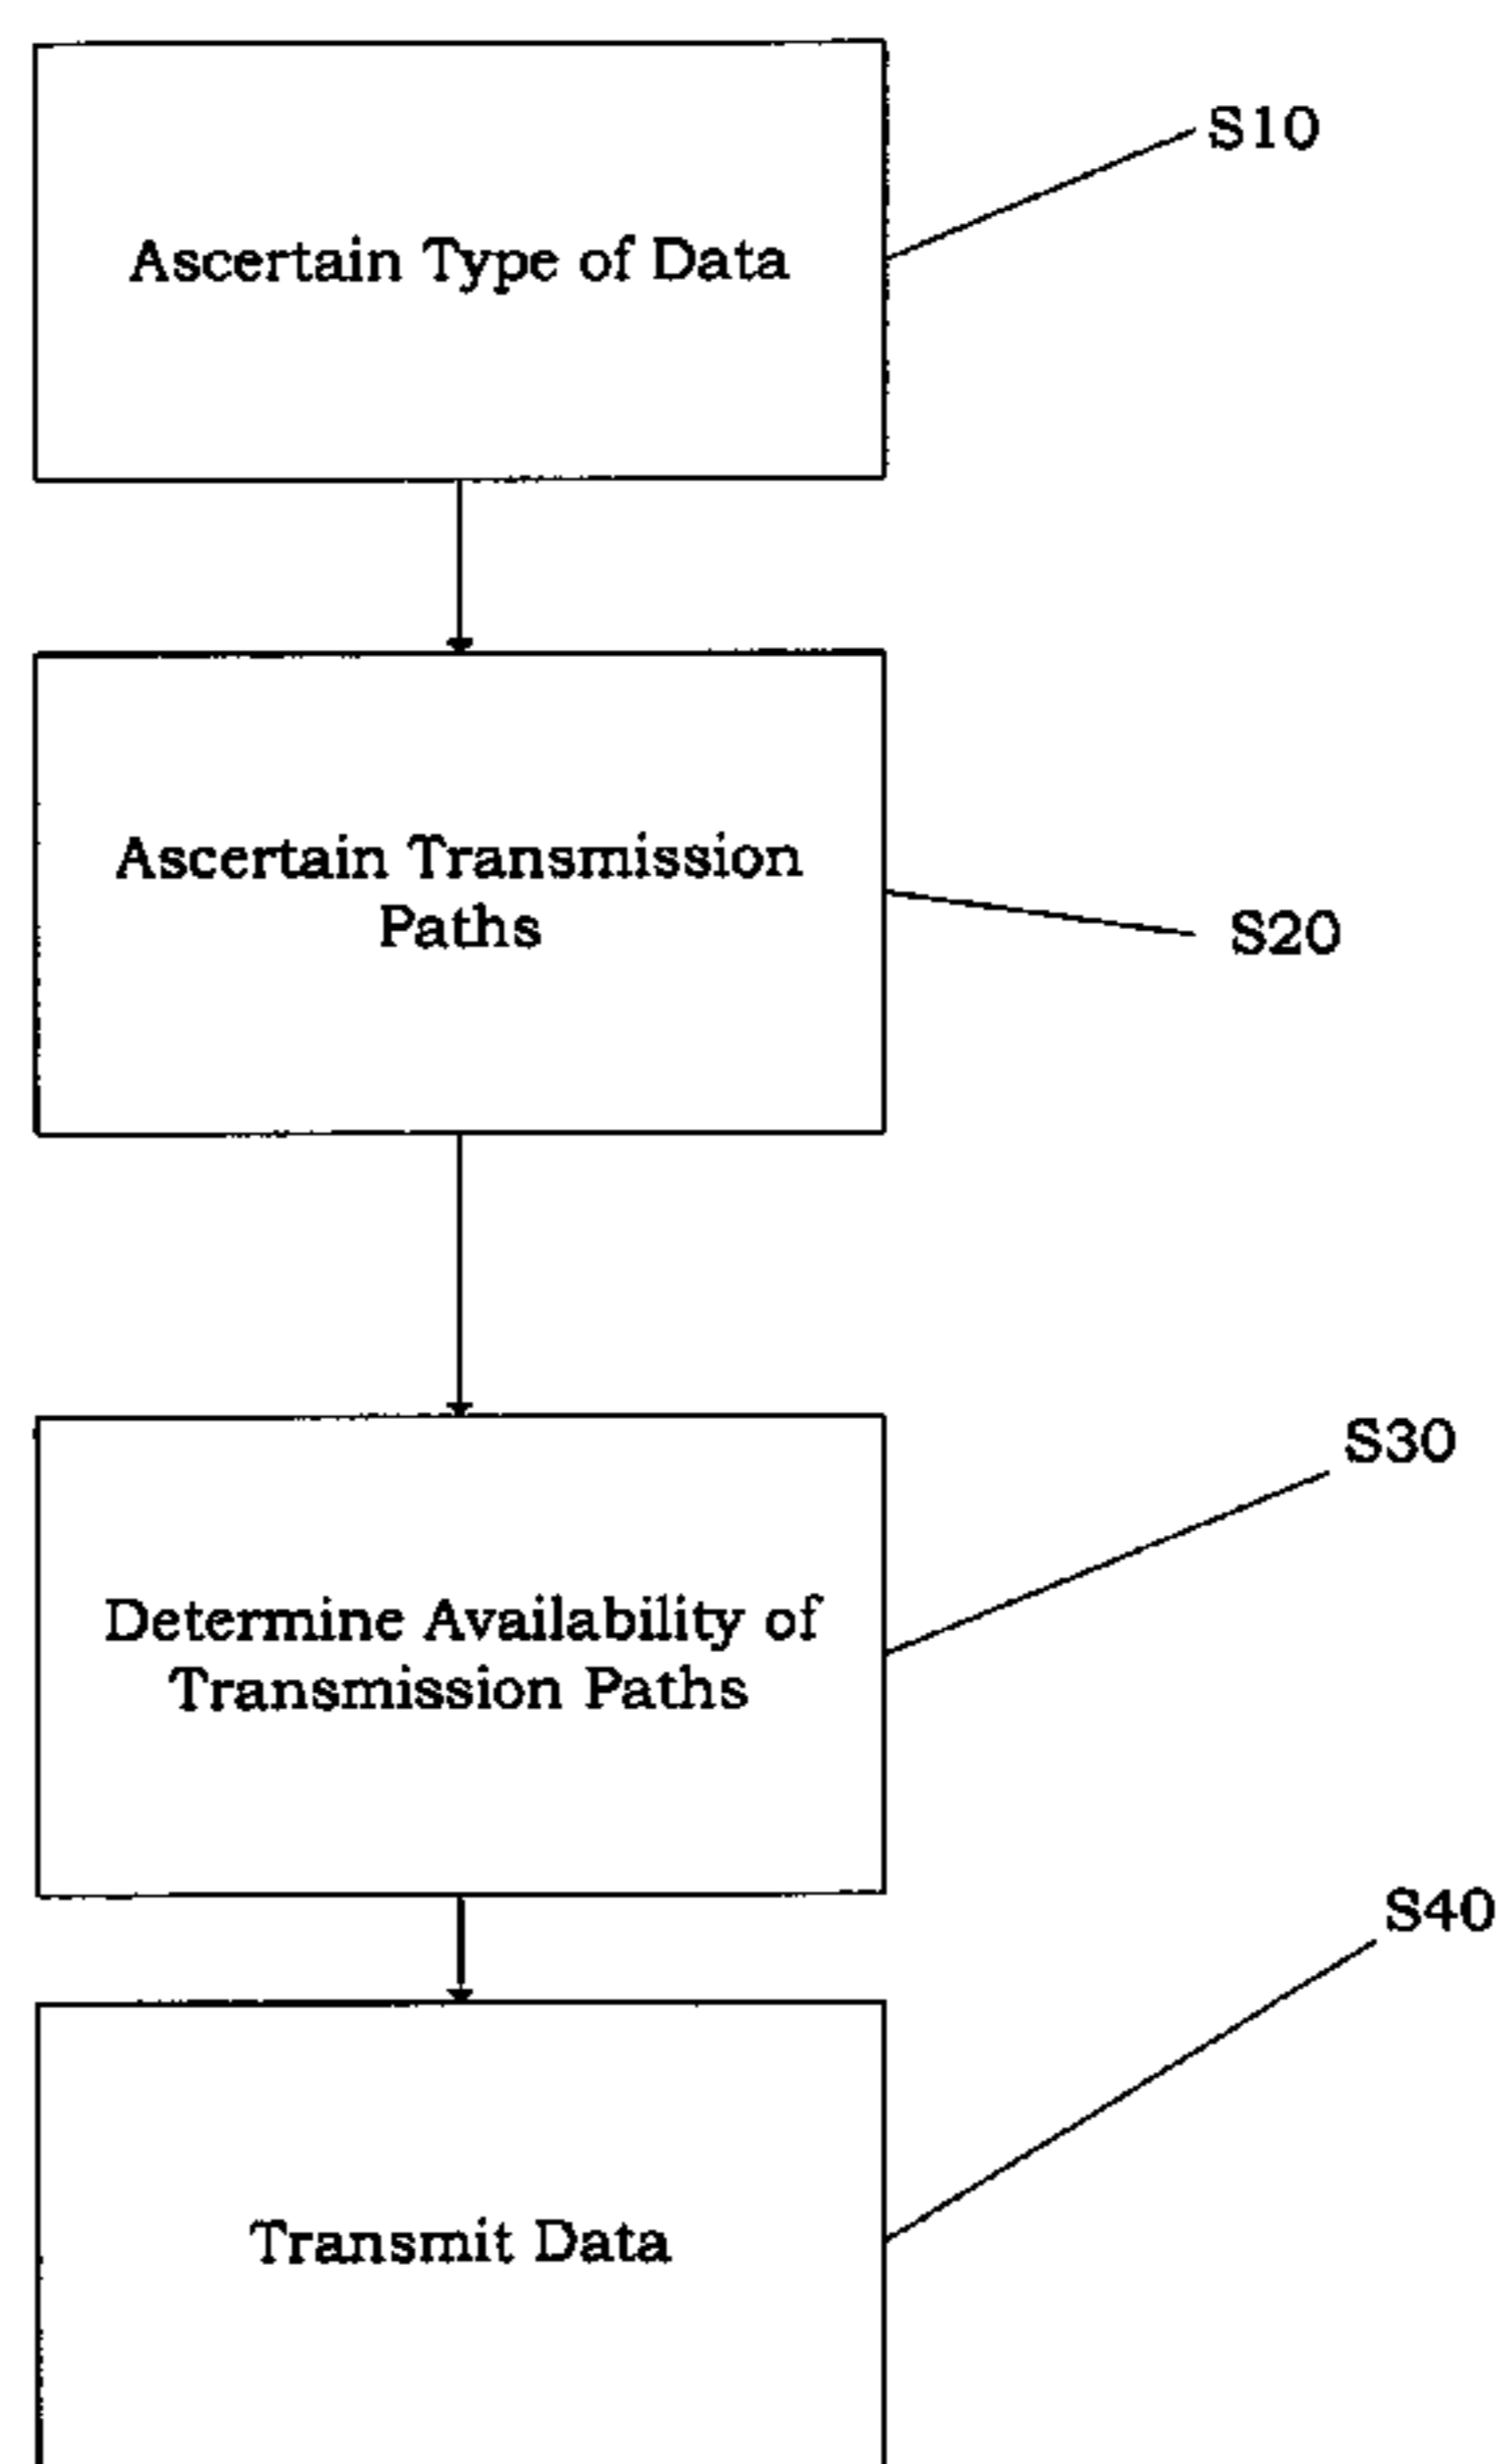 S10
Ascertain Type of Data
Ascertain Transmission
Paths
S20
S30
Determine Availability of
Transmission Paths
S40
Transmit Data